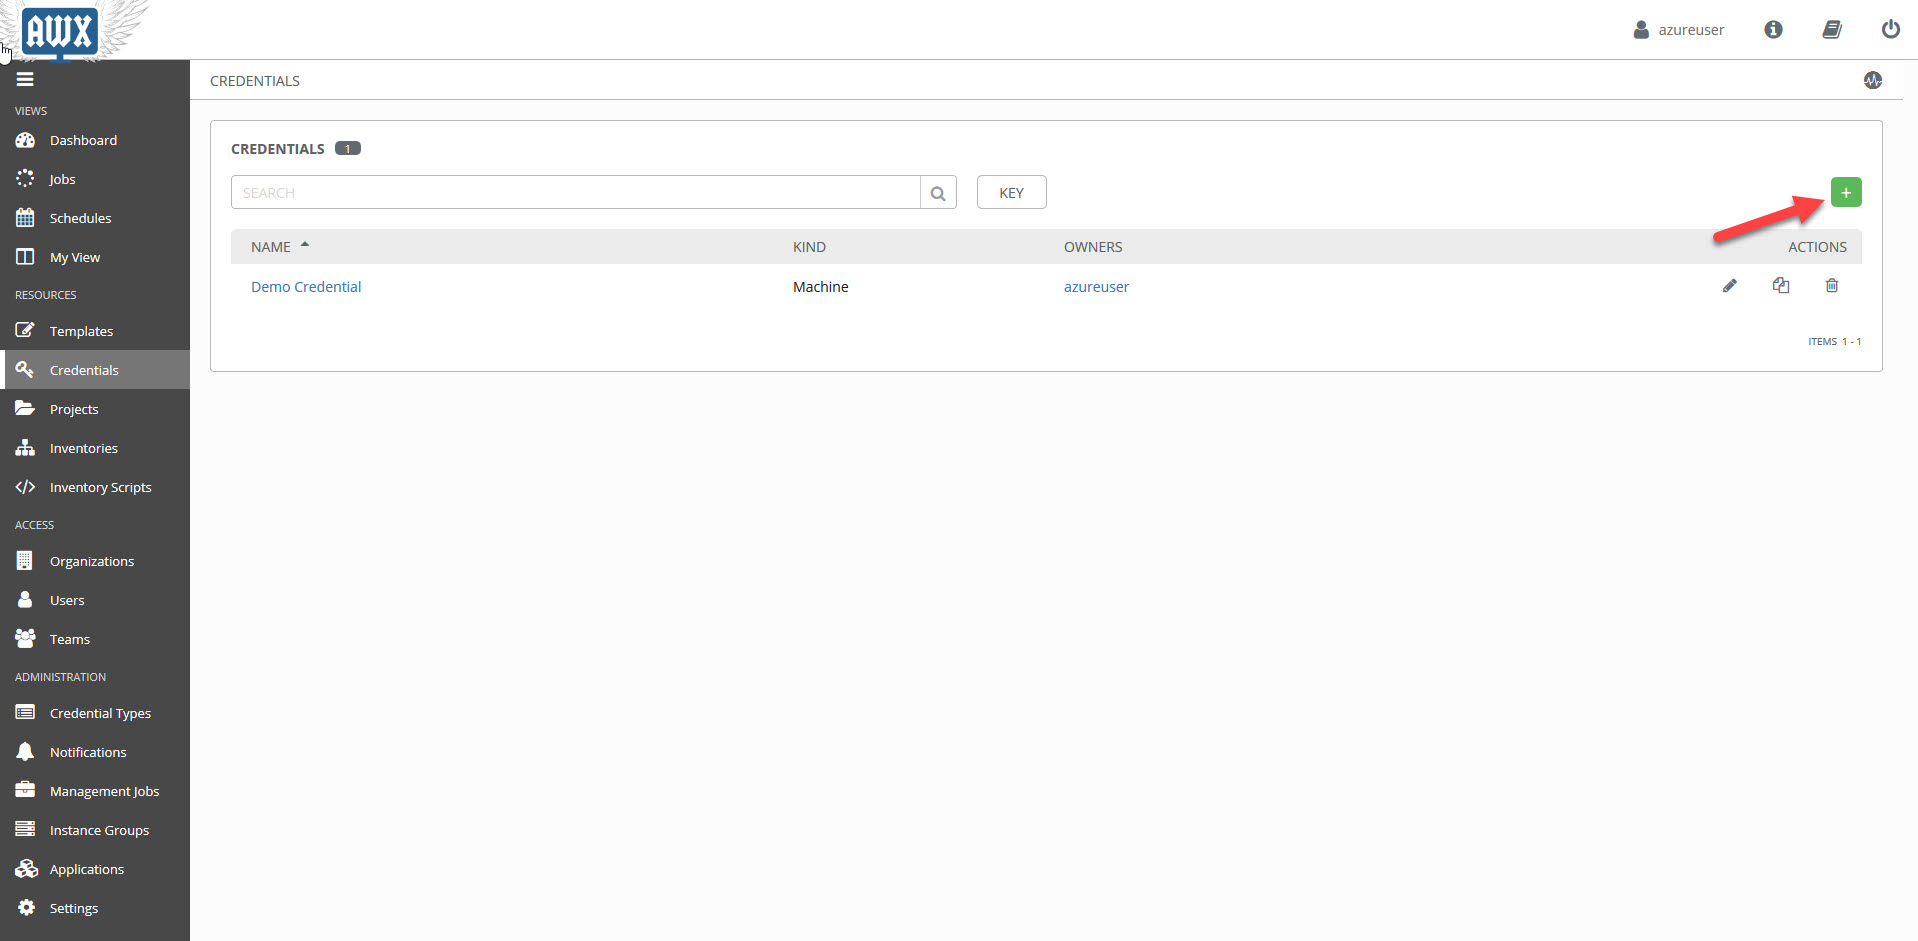 AWX
azureuser
CREDENTIALS
VIEWS
Dashboard
Jobs
Schedules
My View
RESOURCES
Templates
Credentials
Projects
Inventories
Inventory Scripts
ACCESS
Organizations
Users
Teams
ADMINISTRATION
Credential Types
Notifications
Management Jobs
Instance Groups
Applications
Settings
CREDENTIALS 1
SEARCH
KEY
+
NAME KIND OWNERS ACTIONS
Demo Credential Machine azureuser
ITEMS 1 - 1